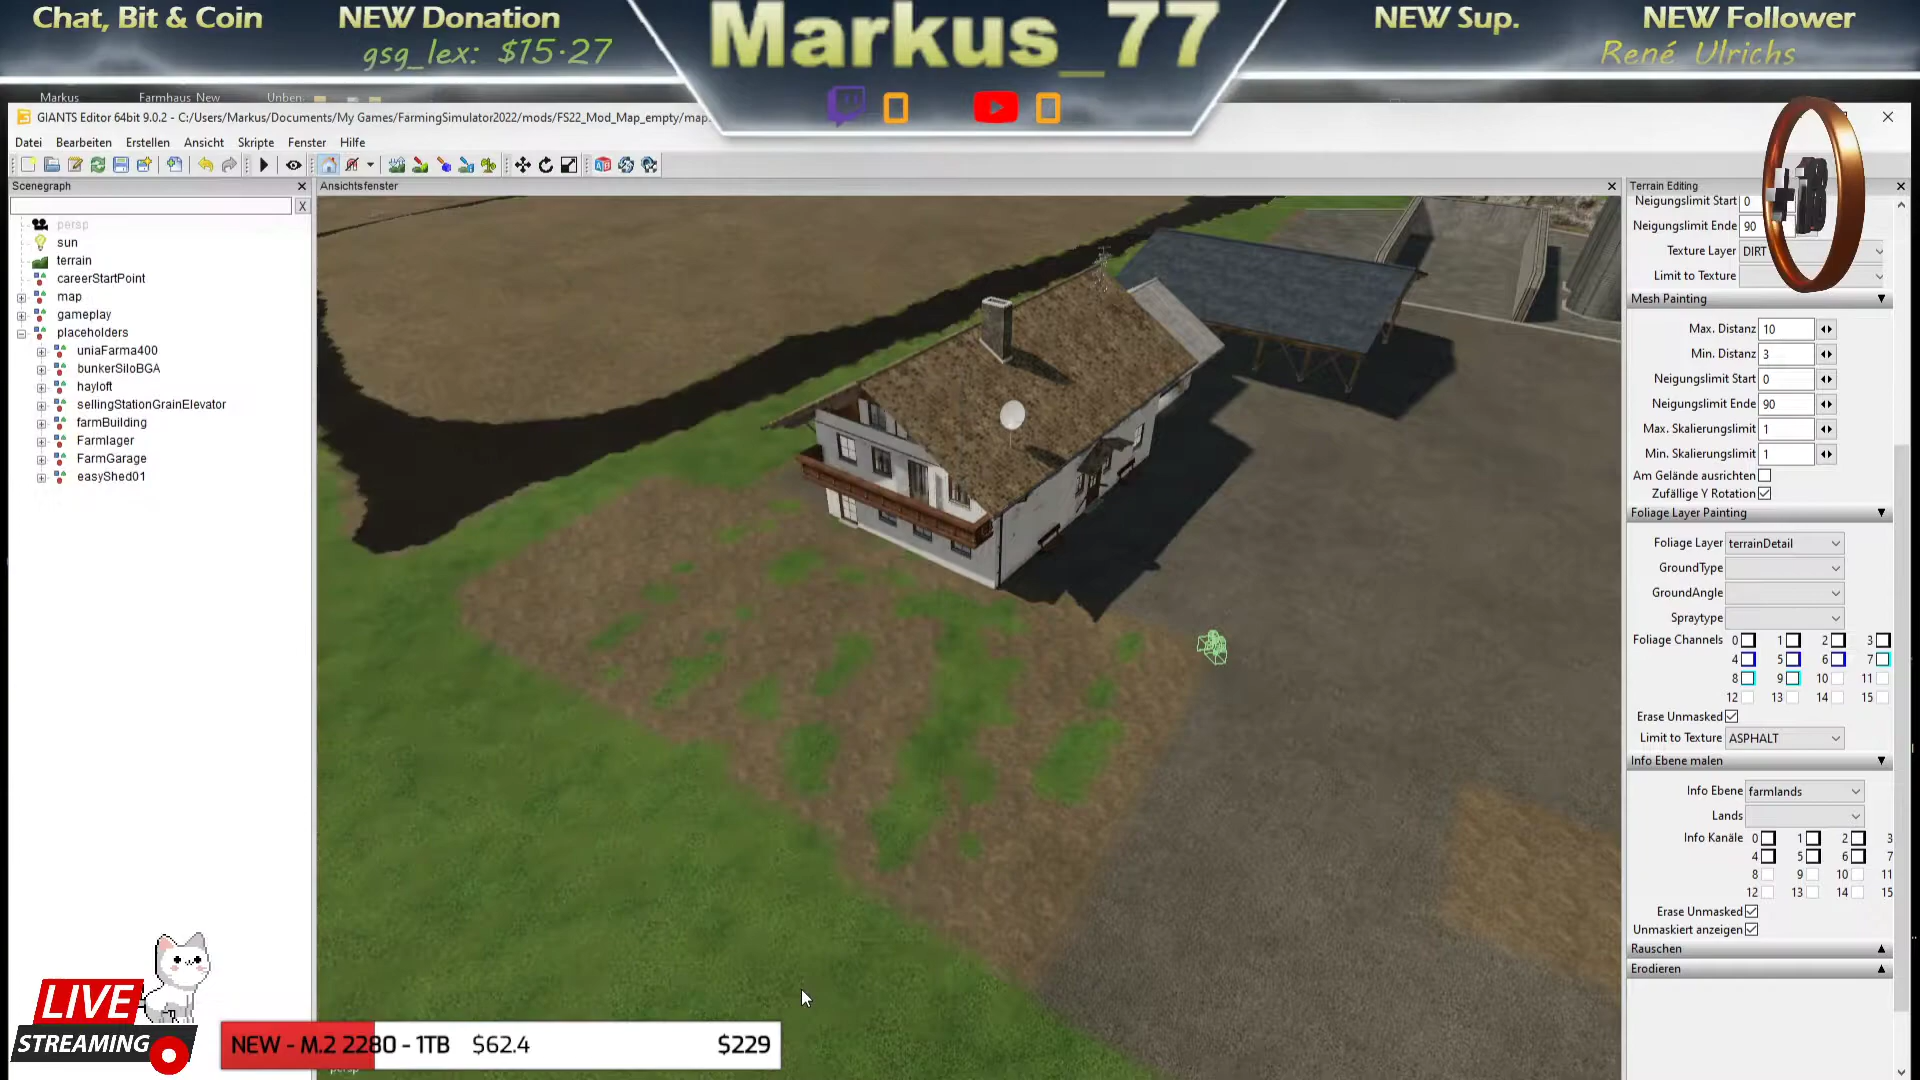 Chat, Bit & Coin
NEW Donation
gsg_lex: $15.27
Markus_77
NEW Sup.
NEW Follower
René Ulrichs
Markus
Farmhaus_New
Unben
GIANTS Editor 64bit 9.0.2 - C:/Users/Markus/Documents/My Games/FarmingSimulator2022/mods/FS22_Mod_Map_empty/map
Datei Bearbeiten Erstellen Ansicht Skripte Fenster Hilfe
Scenegraph
X
persp
sun
terrain
careerStartPoint
map
gameplay
placeholders
uniaFarma400
bunkerSiloBGA
hayloft
sellingStationGrainElevator
farmBuilding
Farmlager
FarmGarage
easyShed01
Ansichtsfenster
Terrain Editing
Neigungslimit Start 0
Neigungslimit Ende 90
Texture Layer DIRT
Limit to Texture
Mesh Painting
Max. Distanz 10
Min. Distanz 3
Neigungslimit Start 0
Neigungslimit Ende 90
Max. Skalierungslimit 1
Min. Skalierungslimit 1
Am Gelände ausrichten
Zufällige Y Rotation
Foliage Layer Painting
Foliage Layer terrainDetail
GroundType
GroundAngle
Spraytype
Foliage Channels 0 1 2 3
4 5 6 7
8 9 10 11
12 13 14 15
Erase Unmasked
Limit to Texture ASPHALT
Info Ebene malen
Info Ebene farmlands
Lands
Info Kanäle 0 1 2 3
4 5 6 7
8 9 10 11
12 13 14 15
Erase Unmasked
Unmaskiert anzeigen
Rauschen
Erodieren
LIVE
STREAMING
NEW - M.2 2280 - 1TB $62.4 $229
persp